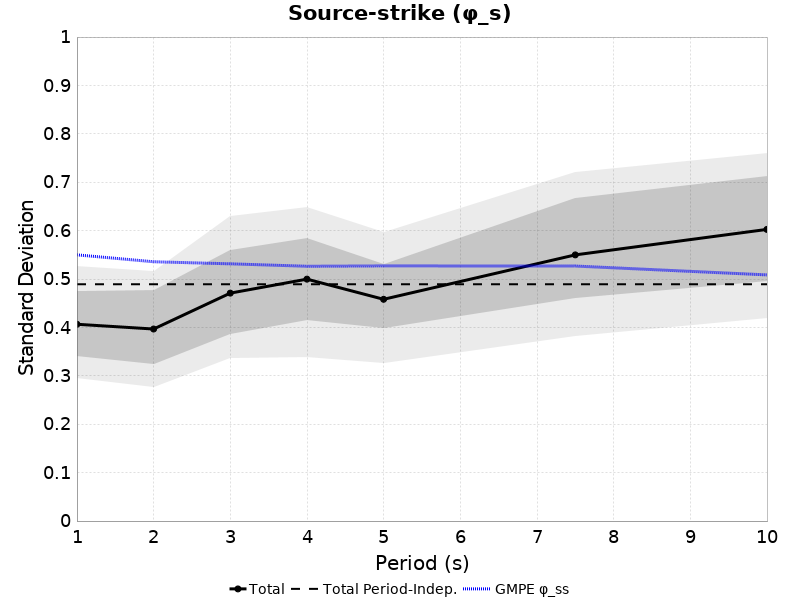 Source-strike (φ_s)
Standard Deviation
1
0.9
0.8
0.7
0.6
0.5
0.4
0.3
0.2
0.1
0
1 2 3 4 5 6 7 8 9 10
Period (s)
Total Total Period-Indep. GMPE φ_ss